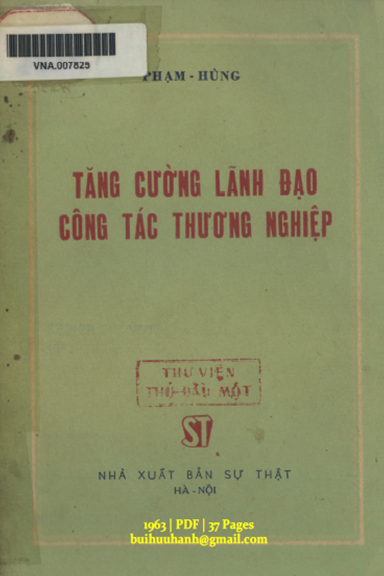 VNA.007825
PHẠM - HÙNG
TĂNG CƯỜNG LÃNH ĐẠO
CÔNG TÁC THƯƠNG NGHIỆP
THƯ VIỆN
THỦ DẦU MỘT
ST
NHÀ XUẤT BẢN SỰ THẬT
HÀ - NỘI
1963 | PDF | 37 Pages
buihuuhanh@gmail.com